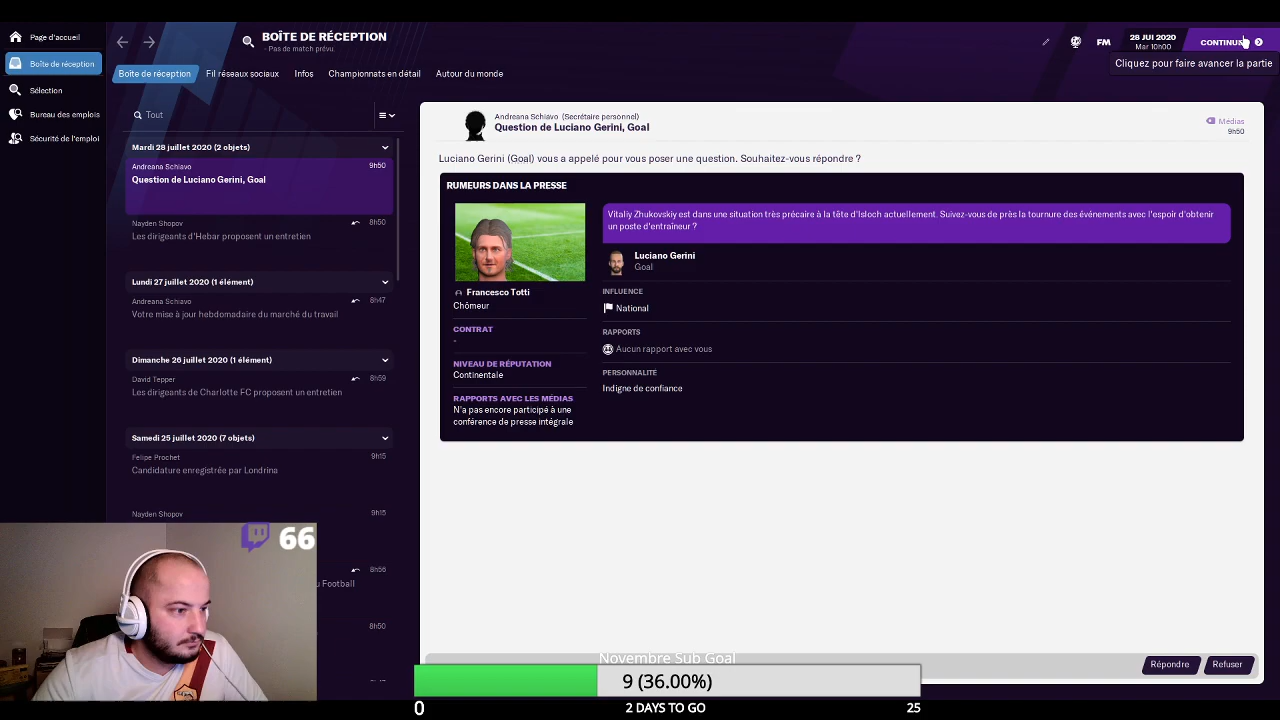 Page d'accueil
Boîte de réception
Sélection
Bureau des emplois
Sécurité de l'emploi
BOÎTE DE RÉCEPTION
- Pas de match prévu.
FM
28 JUI 2020
Mar 10h00
CONTINUE
Cliquez pour faire avancer la partie
Boîte de réception
Fil réseaux sociaux
Infos
Championnats en détail
Autour du monde
Tout
Mardi 28 juillet 2020 (2 objets)
Andreana Schiavo
9h50
Question de Luciano Gerini, Goal
Nayden Shopov
8h50
Les dirigeants d'Hebar proposent un entretien
Lundi 27 juillet 2020 (1 élément)
Andreana Schiavo
8h47
Votre mise à jour hebdomadaire du marché du travail
Dimanche 26 juillet 2020 (1 élément)
David Tepper
8h59
Les dirigeants de Charlotte FC proposent un entretien
Samedi 25 juillet 2020 (7 objets)
Felipe Prochet
9h15
Candidature enregistrée par Londrina
Nayden Shopov
9h15
8h56
u Football
8h50
Andreana Schiavo (Secrétaire personnel)
Question de Luciano Gerini, Goal
Médias
9h50
Luciano Gerini (Goal) vous a appelé pour vous poser une question. Souhaitez-vous répondre ?
RUMEURS DANS LA PRESSE
Francesco Totti
Chômeur
CONTRAT
-
NIVEAU DE RÉPUTATION
Continentale
RAPPORTS AVEC LES MÉDIAS
N'a pas encore participé à une
conférence de presse intégrale
Vitaliy Zhukovskiy est dans une situation très précaire à la tête d'Isloch actuellement. Suivez-vous de près la tournure des événements avec l'espoir d'obtenir
un poste d'entraîneur ?
Luciano Gerini
Goal
INFLUENCE
National
RAPPORTS
Aucun rapport avec vous
PERSONNALITÉ
Indigne de confiance
Répondre
Refuser
66
Novembre Sub Goal
9 (36.00%)
0
2 DAYS TO GO
25